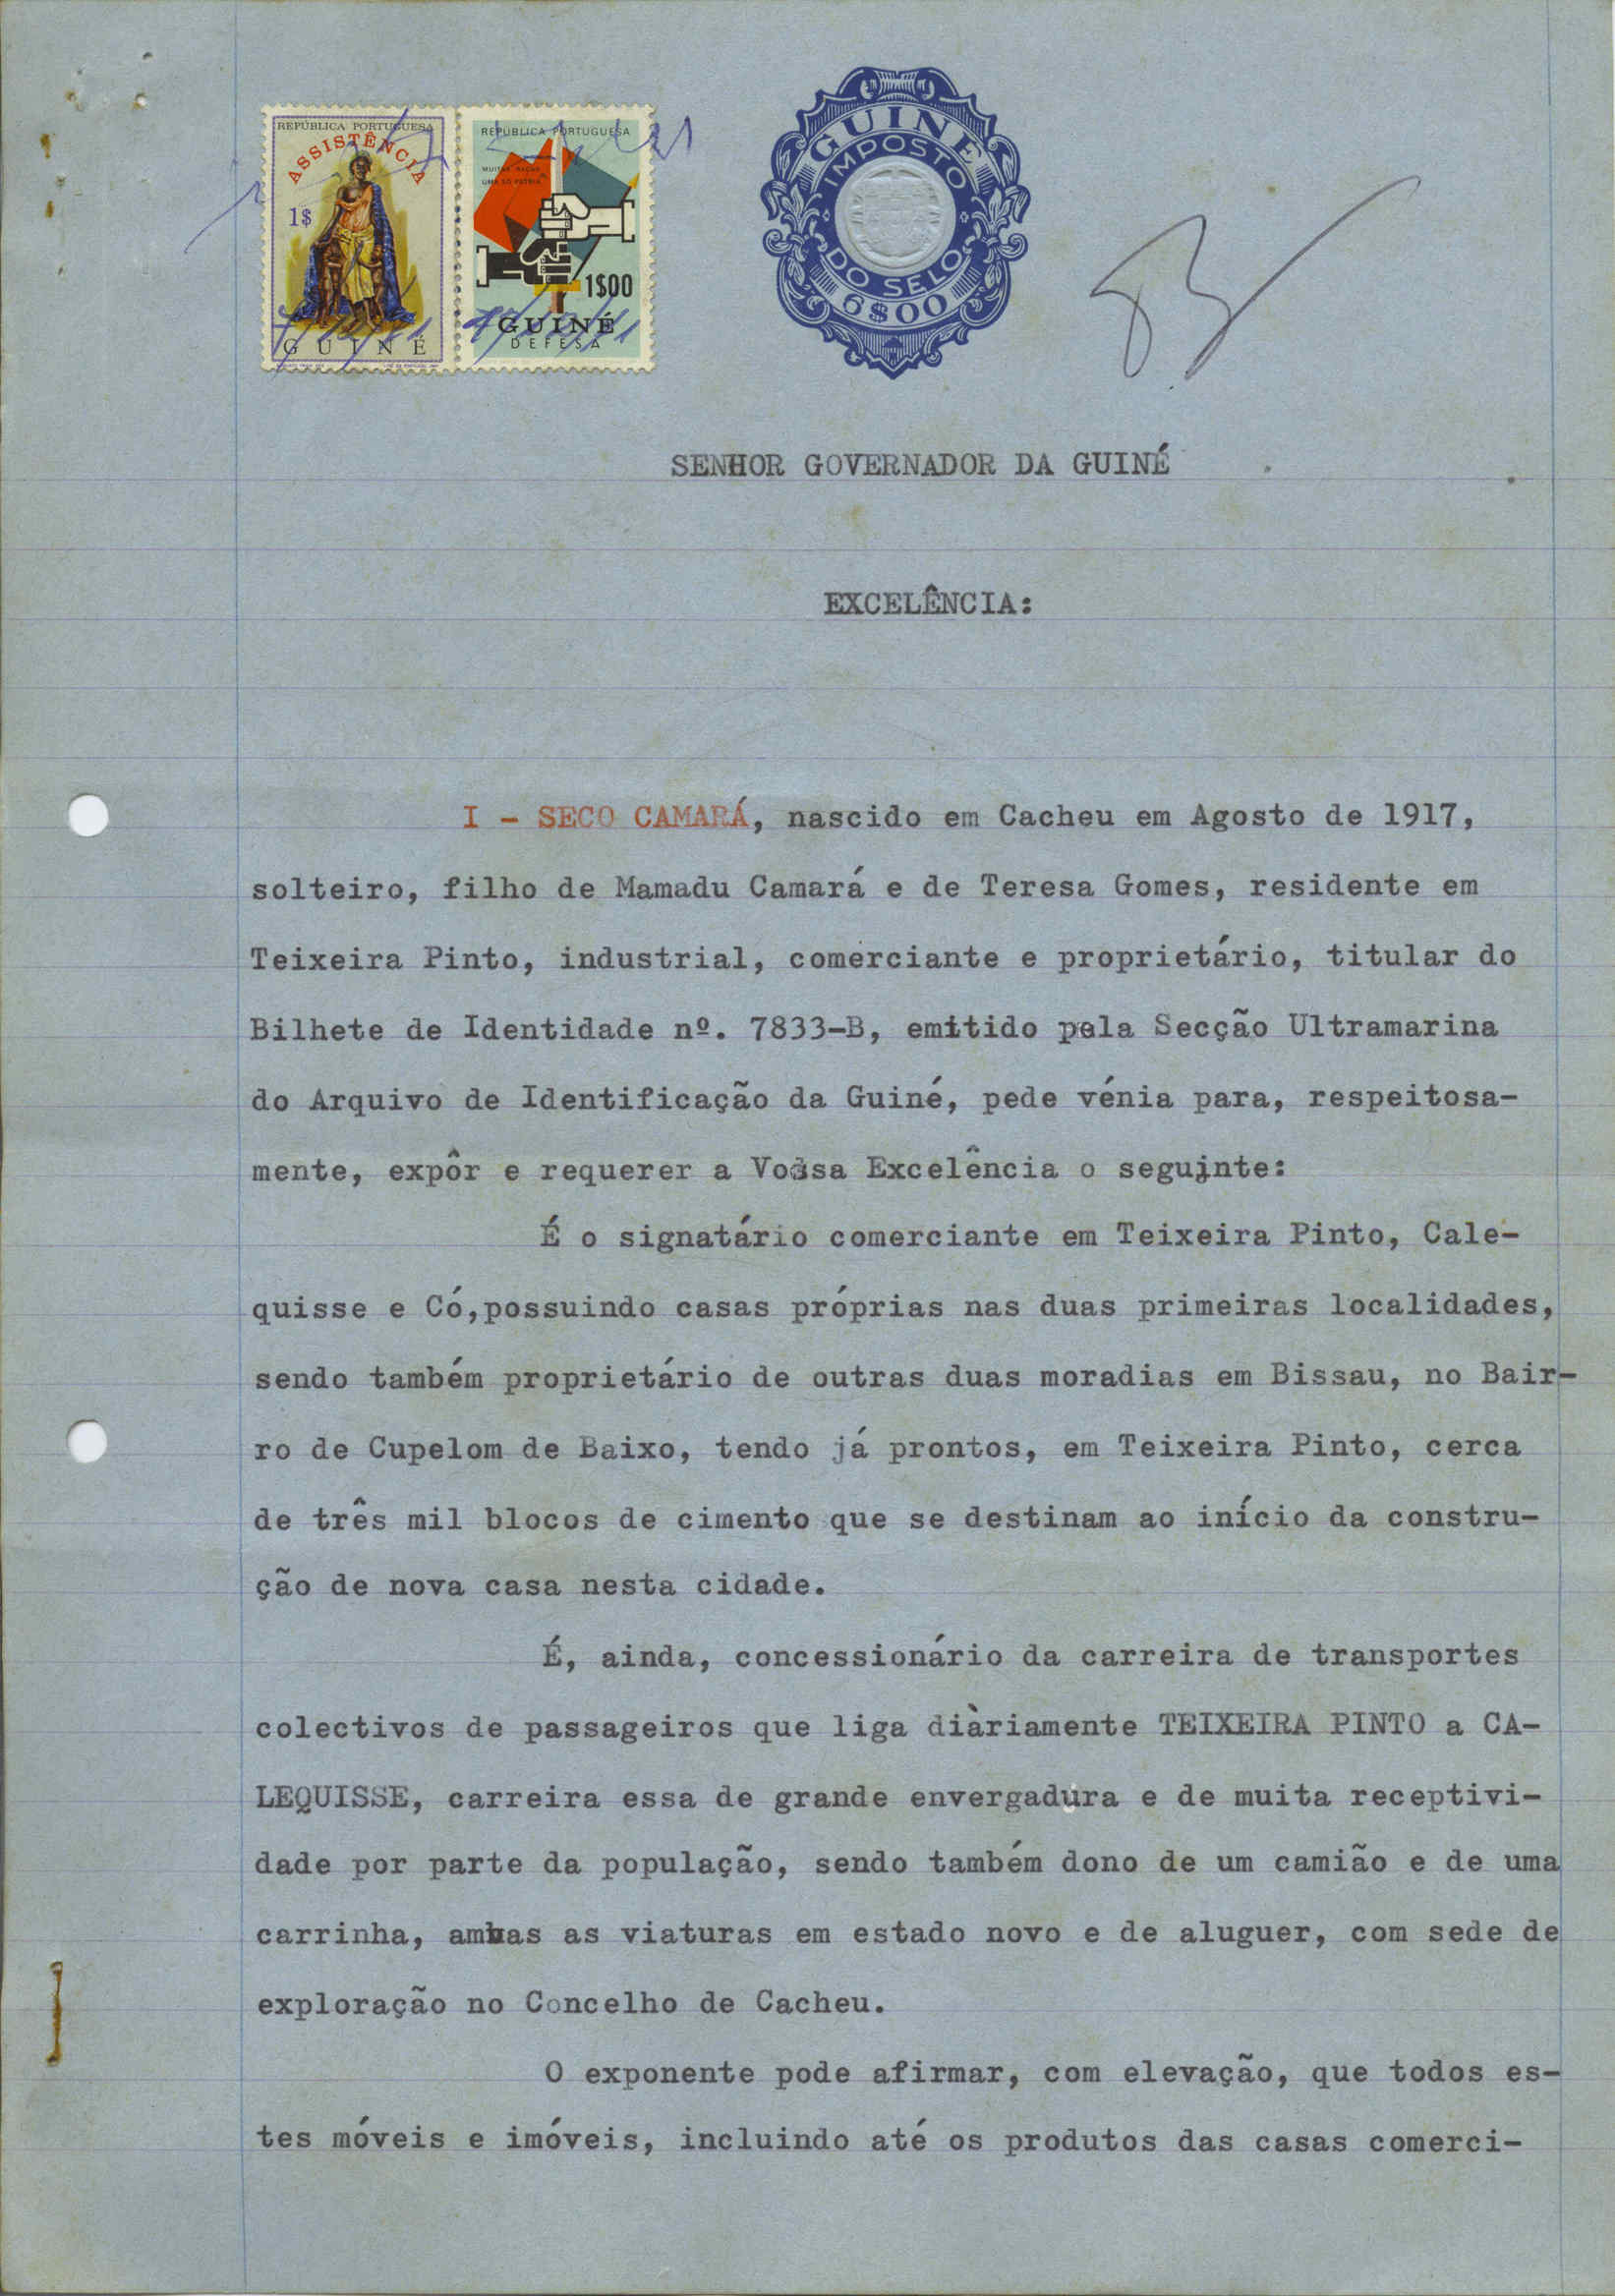 REPÚBLICA PORTUGUESA
ASSISTÊNCIA
1$
GUINÉ
REPÚBLICA PORTUGUESA
MUITAS RAÇAS
UMA SÓ PÁTRIA
1$00
GUINÉ
DEFESA
GUINÉ
IMPOSTO
DO SELO
6$00
SENHOR GOVERNADOR DA GUINÉ
EXCELÊNCIA:
I - SECO CAMARÁ, nascido em Cacheu em Agosto de 1917,
solteiro, filho de Mamadu Camará e de Teresa Gomes, residente em
Teixeira Pinto, industrial, comerciante e proprietário, titular do
Bilhete de Identidade nº. 7833-B, emitido pela Secção Ultramarina
do Arquivo de Identificação da Guiné, pede vénia para, respeitosa-
mente, expôr e requerer a Vossa Excelência o seguinte:
É o signatário comerciante em Teixeira Pinto, Cale-
quisse e Có,possuindo casas próprias nas duas primeiras localidades,
sendo também proprietário de outras duas moradias em Bissau, no Bair-
ro de Cupelom de Baixo, tendo já prontos, em Teixeira Pinto, cerca
de três mil blocos de cimento que se destinam ao início da constru-
ção de nova casa nesta cidade.
É, ainda, concessionário da carreira de transportes
colectivos de passageiros que liga diàriamente TEIXEIRA PINTO a CA-
LEQUISSE, carreira essa de grande envergadura e de muita receptivi-
dade por parte da população, sendo também dono de um camião e de uma
carrinha, ambas as viaturas em estado novo e de aluguer, com sede de
exploração no Concelho de Cacheu.
O exponente pode afirmar, com elevação, que todos es-
tes móveis e imóveis, incluindo até os produtos das casas comerci-